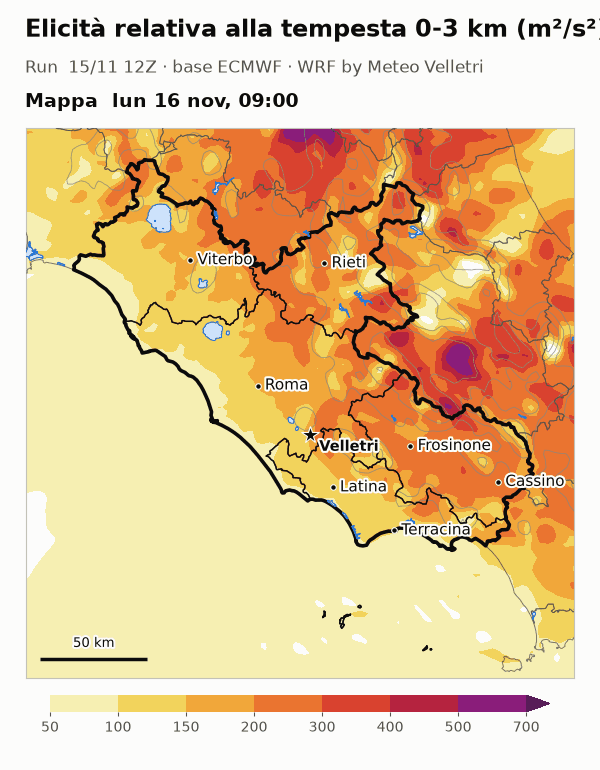 Elicità relativa alla tempesta 0-3 km (m²/s²)
Run  15/11 12Z · base ECMWF · WRF by Meteo Velletri
Mappa  lun 16 nov, 09:00
Viterbo
Rieti
Roma
Velletri
Frosinone
Latina
Cassino
Terracina
50 km
50 100 150 200 300 400 500 700